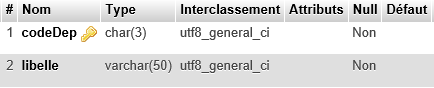 # Nom Type Interclassement Attributs Null Défaut
1 codeDep char(3) utf8_general_ci Non
2 libelle varchar(50) utf8_general_ci Non